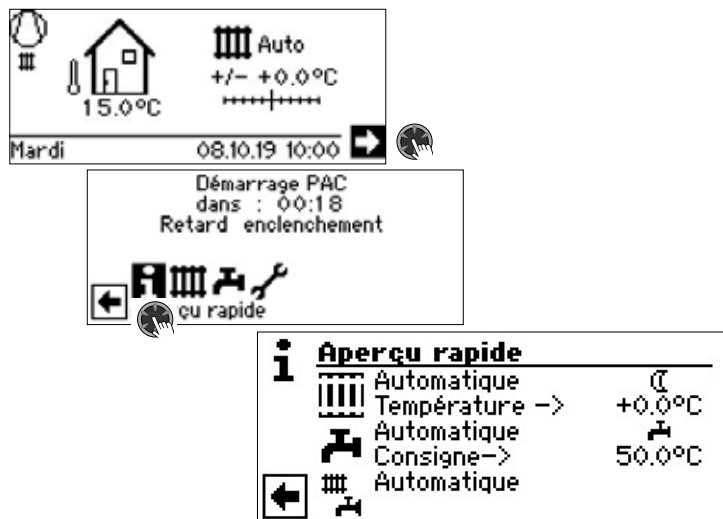 Auto
+/- +0.0°C
15.0°C
Mardi 08.10.19 10:00
Démarrage PAC
dans : 00:18
Retard enclenchement
çu rapide
Aperçu rapide
Automatique
Température -> +0.0°C
Automatique
Consigne-> 50.0°C
Automatique